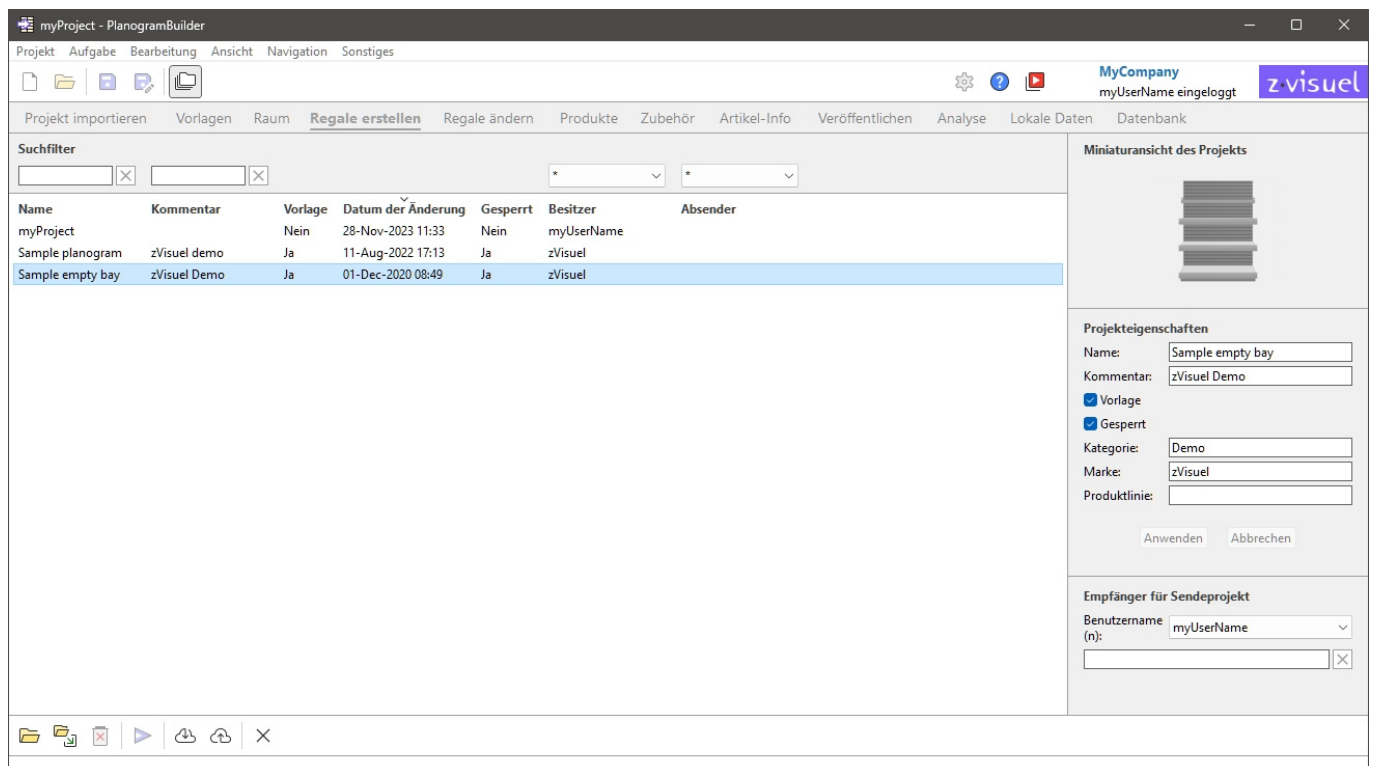 myProject - PlanogramBuilder
Projekt Aufgabe Bearbeitung Ansicht Navigation Sonstiges
MyCompany
myUserName eingeloggt
z·visuel
Projekt importieren Vorlagen Raum Regale erstellen Regale ändern Produkte Zubehör Artikel-Info Veröffentlichen Analyse Lokale Daten Datenbank
Suchfilter
* *
Name Kommentar Vorlage Datum der Änderung Gesperrt Besitzer Absender
myProject Nein 28-Nov-2023 11:33 Nein myUserName
Sample planogram zVisuel demo Ja 11-Aug-2022 17:13 Ja zVisuel
Sample empty bay zVisuel Demo Ja 01-Dec-2020 08:49 Ja zVisuel
Miniaturansicht des Projekts
Projekteigenschaften
Name: Sample empty bay
Kommentar: zVisuel Demo
Vorlage
Gesperrt
Kategorie: Demo
Marke: zVisuel
Produktlinie:
Anwenden Abbrechen
Empfänger für Sendeprojekt
Benutzername
(n): myUserName